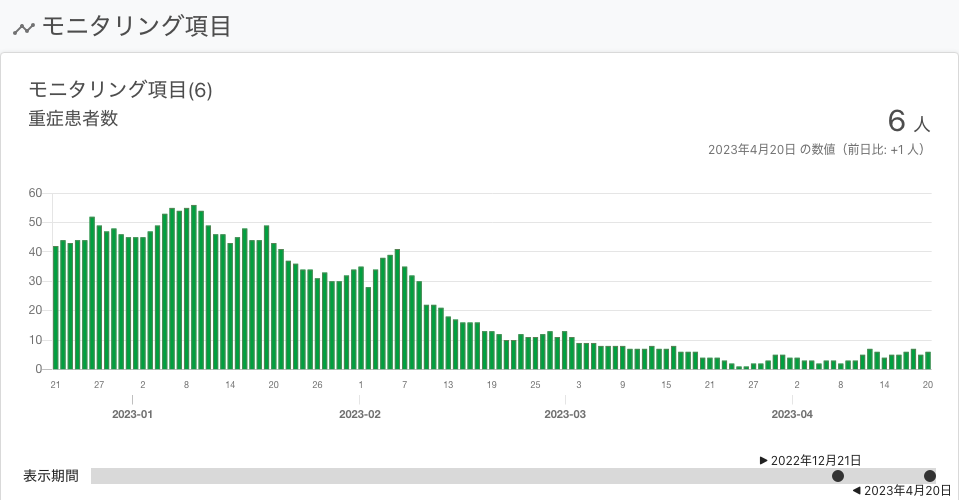 モニタリング項目
モニタリング項目(6)
重症患者数
6 人
2023年4月20日 の数値（前日比: +1 人）
60
50
40
30
20
10
0
21 27 2 8 14 20 26 1 7 13 19 25 3 9 15 21 27 2 8 14 20
2023-01 2023-02 2023-03 2023-04
▶ 2022年12月21日
表示期間
◀ 2023年4月20日